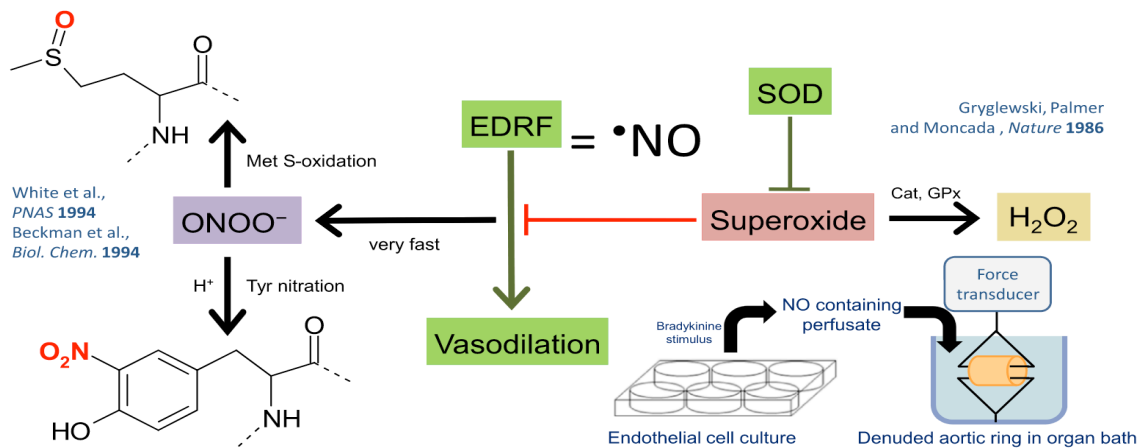 O
S
O
NH
Met S-oxidation
White et al.,
PNAS 1994
Beckman et al.,
Biol. Chem. 1994
ONOO⁻
very fast
H⁺
Tyr nitration
O₂N
HO
O
NH
EDRF
= •NO
Vasodilation
SOD
Superoxide
Gryglewski, Palmer
and Moncada , Nature 1986
Cat, GPx
H₂O₂
Bradykinine
stimulus
NO containing
perfusate
Force
transducer
Endothelial cell culture
Denuded aortic ring in organ bath